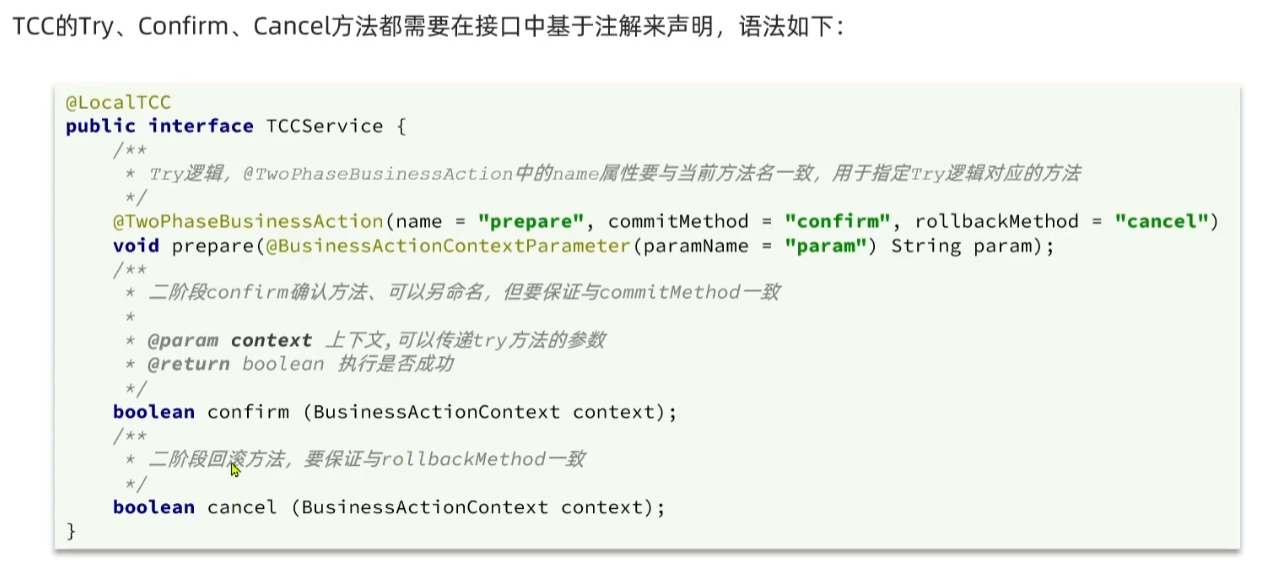 TCC的Try、Confirm、Cancel方法都需要在接口中基于注解来声明，语法如下：
@LocalTCC
public interface TCCService {
/**
* Try逻辑，@TwoPhaseBusinessAction中的name属性要与当前方法名一致，用于指定Try逻辑对应的方法
*/
@TwoPhaseBusinessAction(name = "prepare", commitMethod = "confirm", rollbackMethod = "cancel")
void prepare(@BusinessActionContextParameter(paramName = "param") String param);
/**
* 二阶段confirm确认方法、可以另命名，但要保证与commitMethod一致
*
* @param context 上下文,可以传递try方法的参数
* @return boolean 执行是否成功
*/
boolean confirm (BusinessActionContext context);
/**
* 二阶段回滚方法，要保证与rollbackMethod一致
*/
boolean cancel (BusinessActionContext context);
}